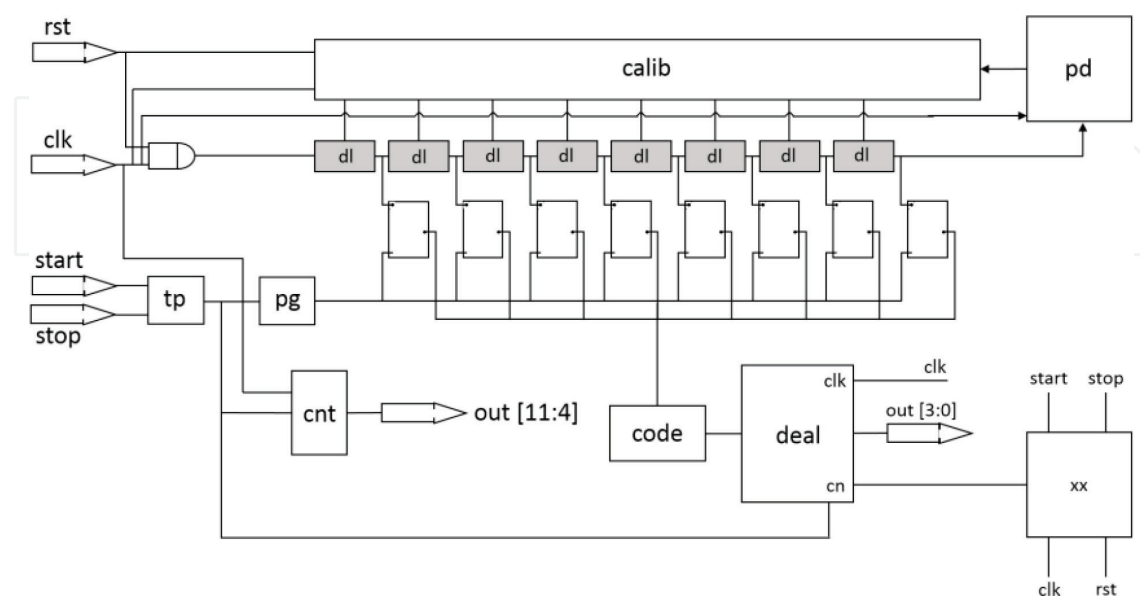 rst
calib
pd
clk
dl dl dl dl dl dl dl dl
start
tp
pg
stop
clk
clk
start stop
cnt
out [11:4]
out [3:0]
code
deal
cn
xx
clk rst